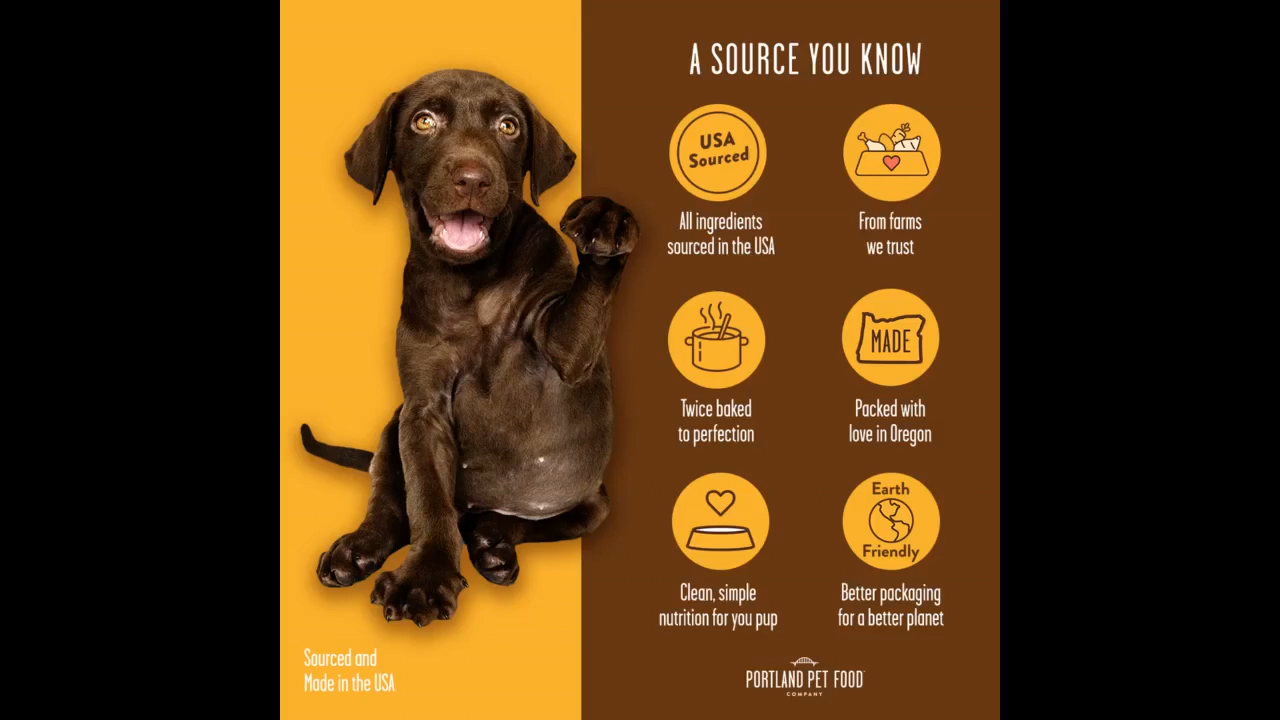 A SOURCE YOU KNOW
USA
Sourced
All ingredients
sourced in the USA
From farms
we trust
Twice baked
to perfection
MADE
Packed with
love in Oregon
Clean, simple
nutrition for you pup
Earth
Friendly
Better packaging
for a better planet
Sourced and
Made in the USA
PORTLAND PET FOOD
COMPANY